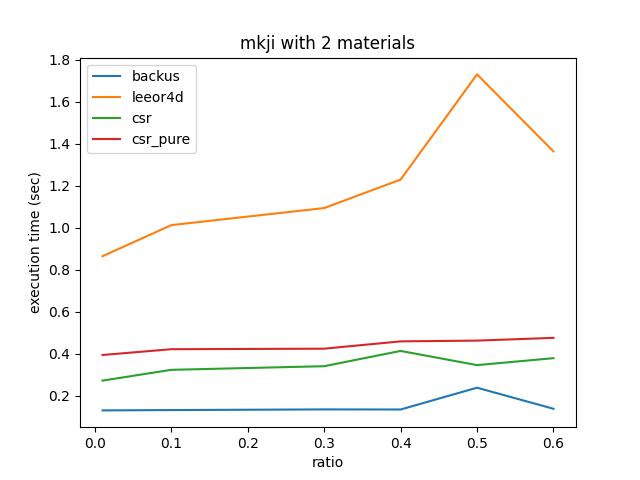 mkji with 2 materials
backus
leeor4d
csr
csr_pure
execution time (sec)
1.8
1.6
1.4
1.2
1.0
0.8
0.6
0.4
0.2
0.0 0.1 0.2 0.3 0.4 0.5 0.6
ratio